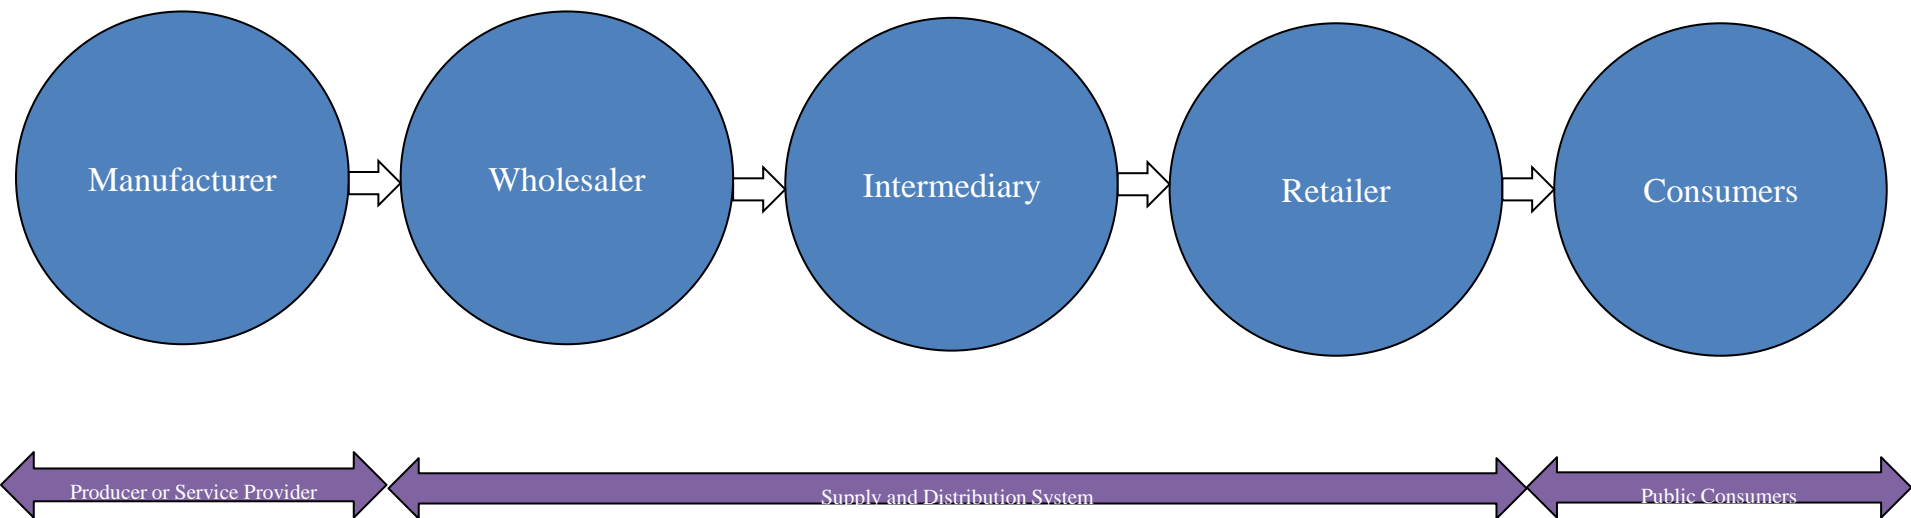 Manufacturer
Wholesaler
Intermediary
Retailer
Consumers
Producer or Service Provider
Supply and Distribution System
Public Consumers